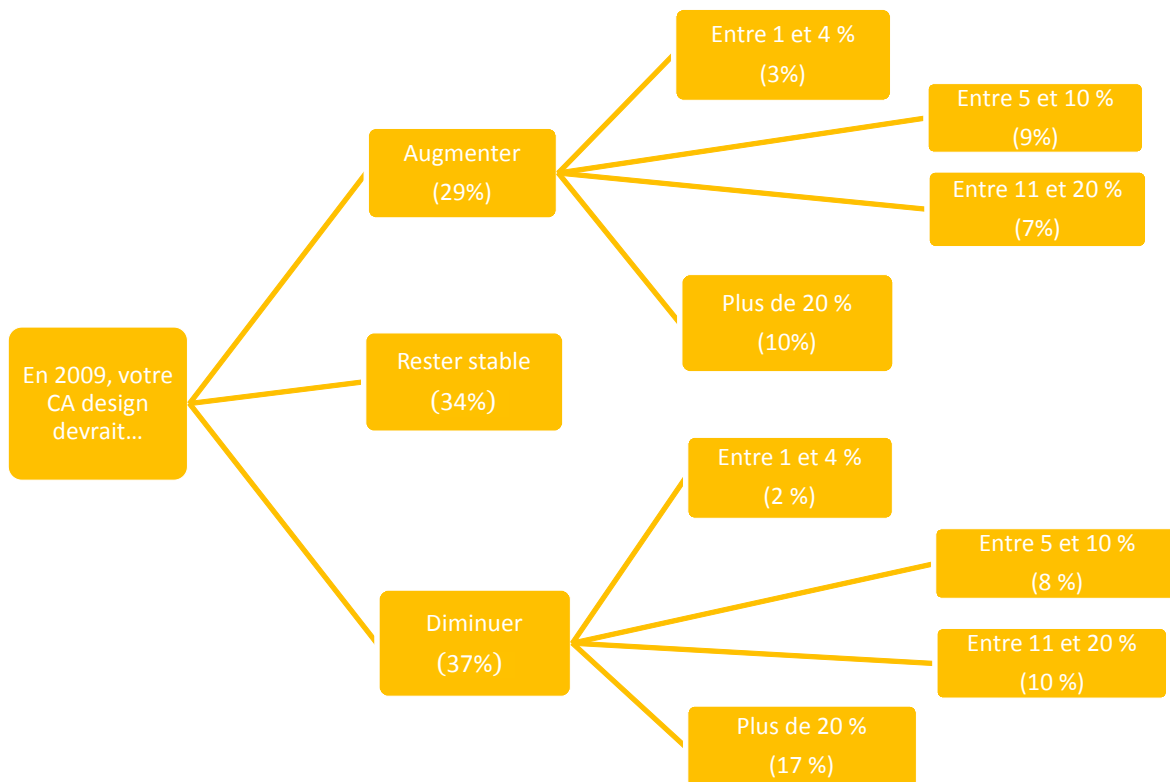 En 2009, votre
CA design
devrait…
Augmenter
(29%)
Entre 1 et 4 %
(3%)
Entre 5 et 10 %
(9%)
Entre 11 et 20 %
(7%)
Plus de 20 %
(10%)
Rester stable
(34%)
Diminuer
(37%)
Entre 1 et 4 %
(2 %)
Entre 5 et 10 %
(8 %)
Entre 11 et 20 %
(10 %)
Plus de 20 %
(17 %)